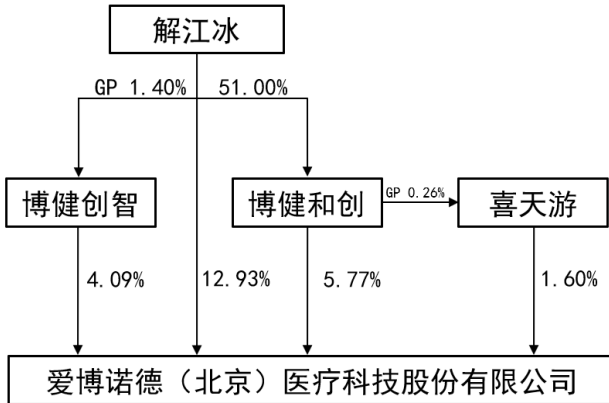 解江冰
GP 1.40% 51.00%
博健创智 博健和创 GP 0.26% 喜天游
4.09% 12.93% 5.77% 1.60%
爱博诺德（北京）医疗科技股份有限公司